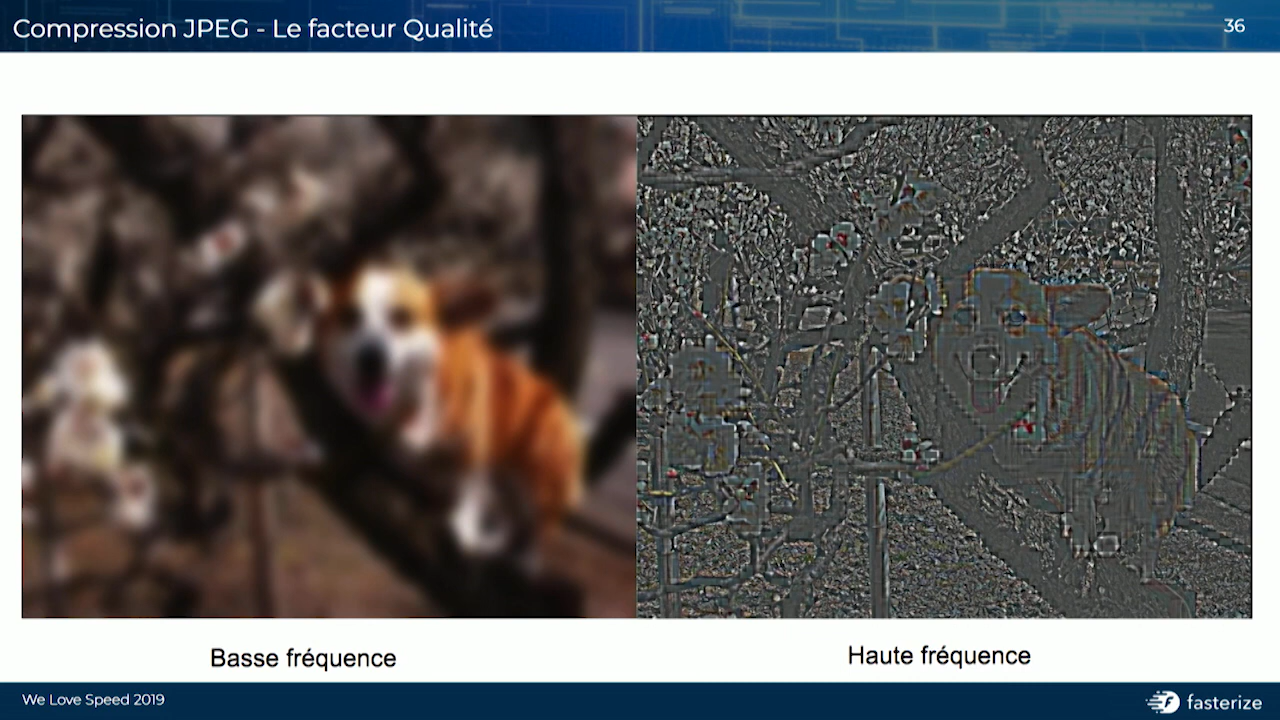 Compression JPEG - Le facteur Qualité
36
Basse fréquence
Haute fréquence
We Love Speed 2019
fasterize